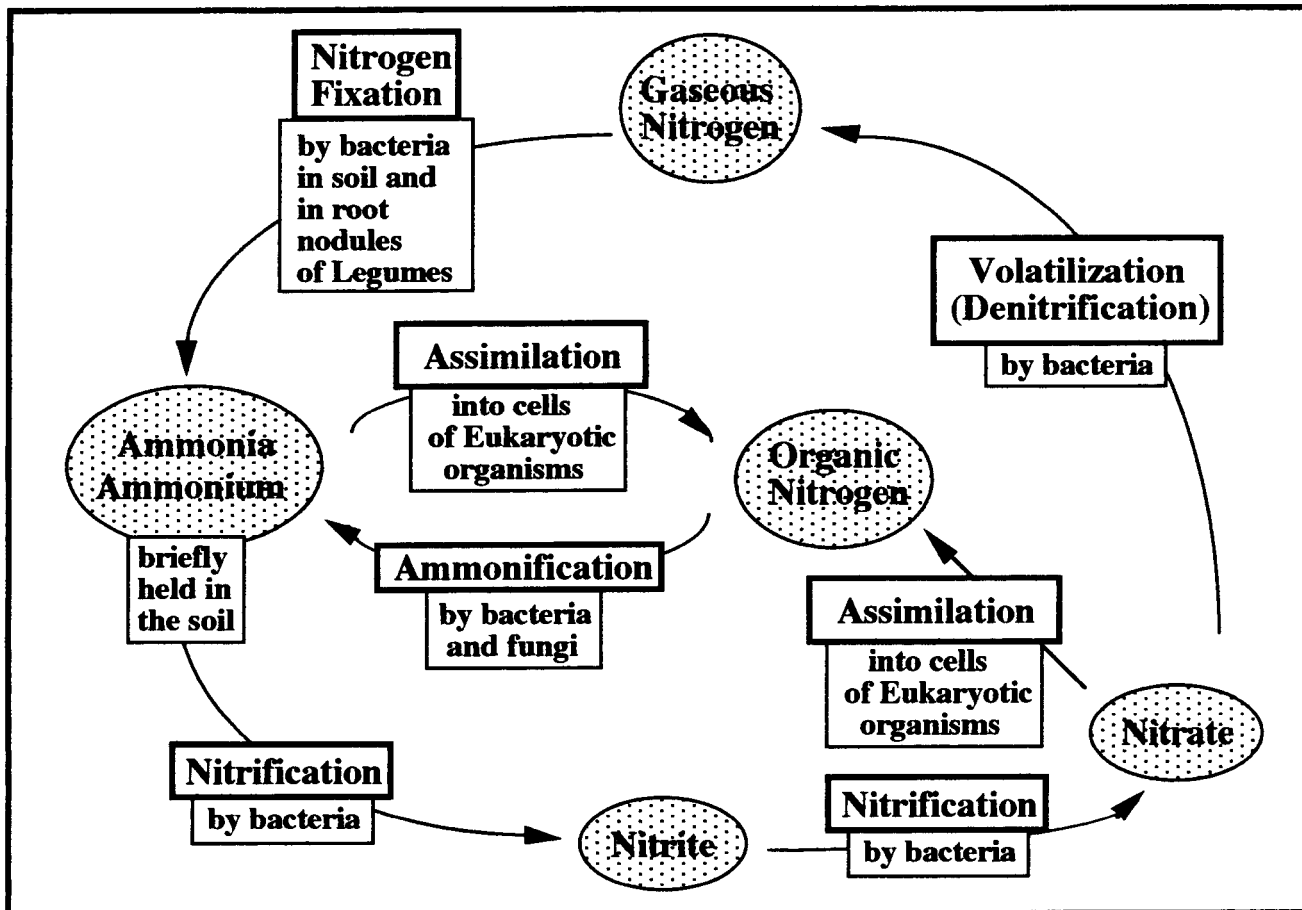 Nitrogen
Fixation
by bacteria
in soil and
in root
nodules
of Legumes
Gaseous
Nitrogen
Volatilization
(Denitrification)
by bacteria
Assimilation
into cells
of Eukaryotic
organisms
Ammonia
Ammonium
briefly
held in
the soil
Organic
Nitrogen
Ammonification
by bacteria
and fungi
Assimilation
into cells
of Eukaryotic
organisms
Nitrate
Nitrification
by bacteria
Nitrite
Nitrification
by bacteria